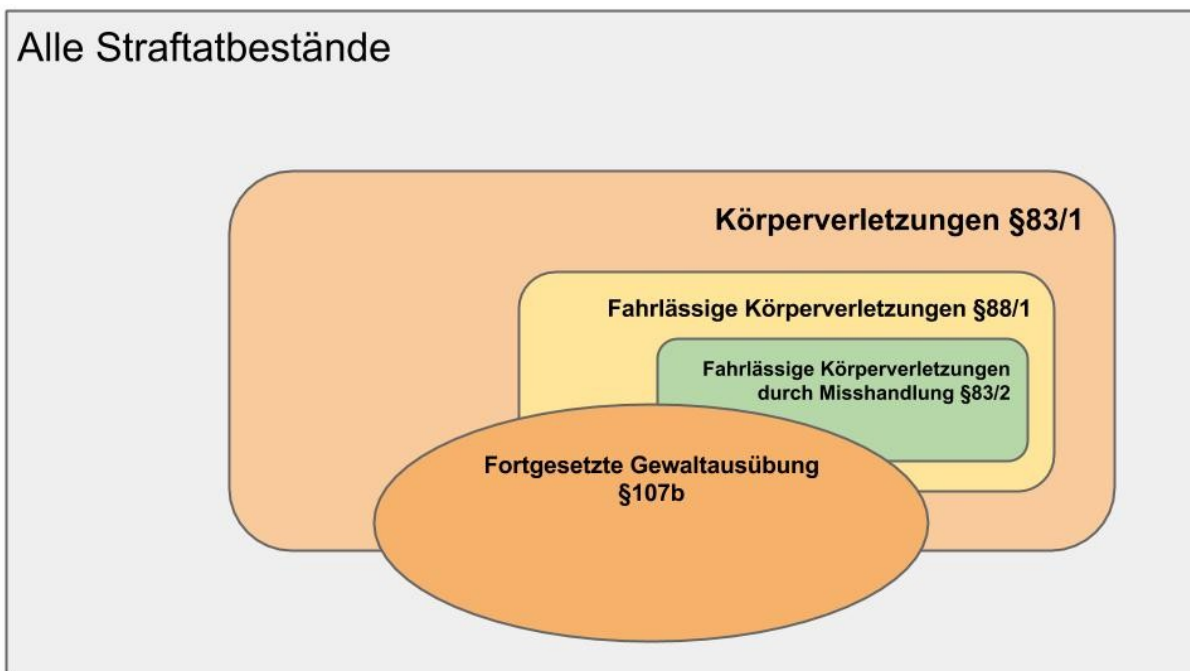 Alle Straftatbestände
Körperverletzungen §83/1
Fahrlässige Körperverletzungen §88/1
Fahrlässige Körperverletzungen
durch Misshandlung §83/2
Fortgesetzte Gewaltausübung
§107b